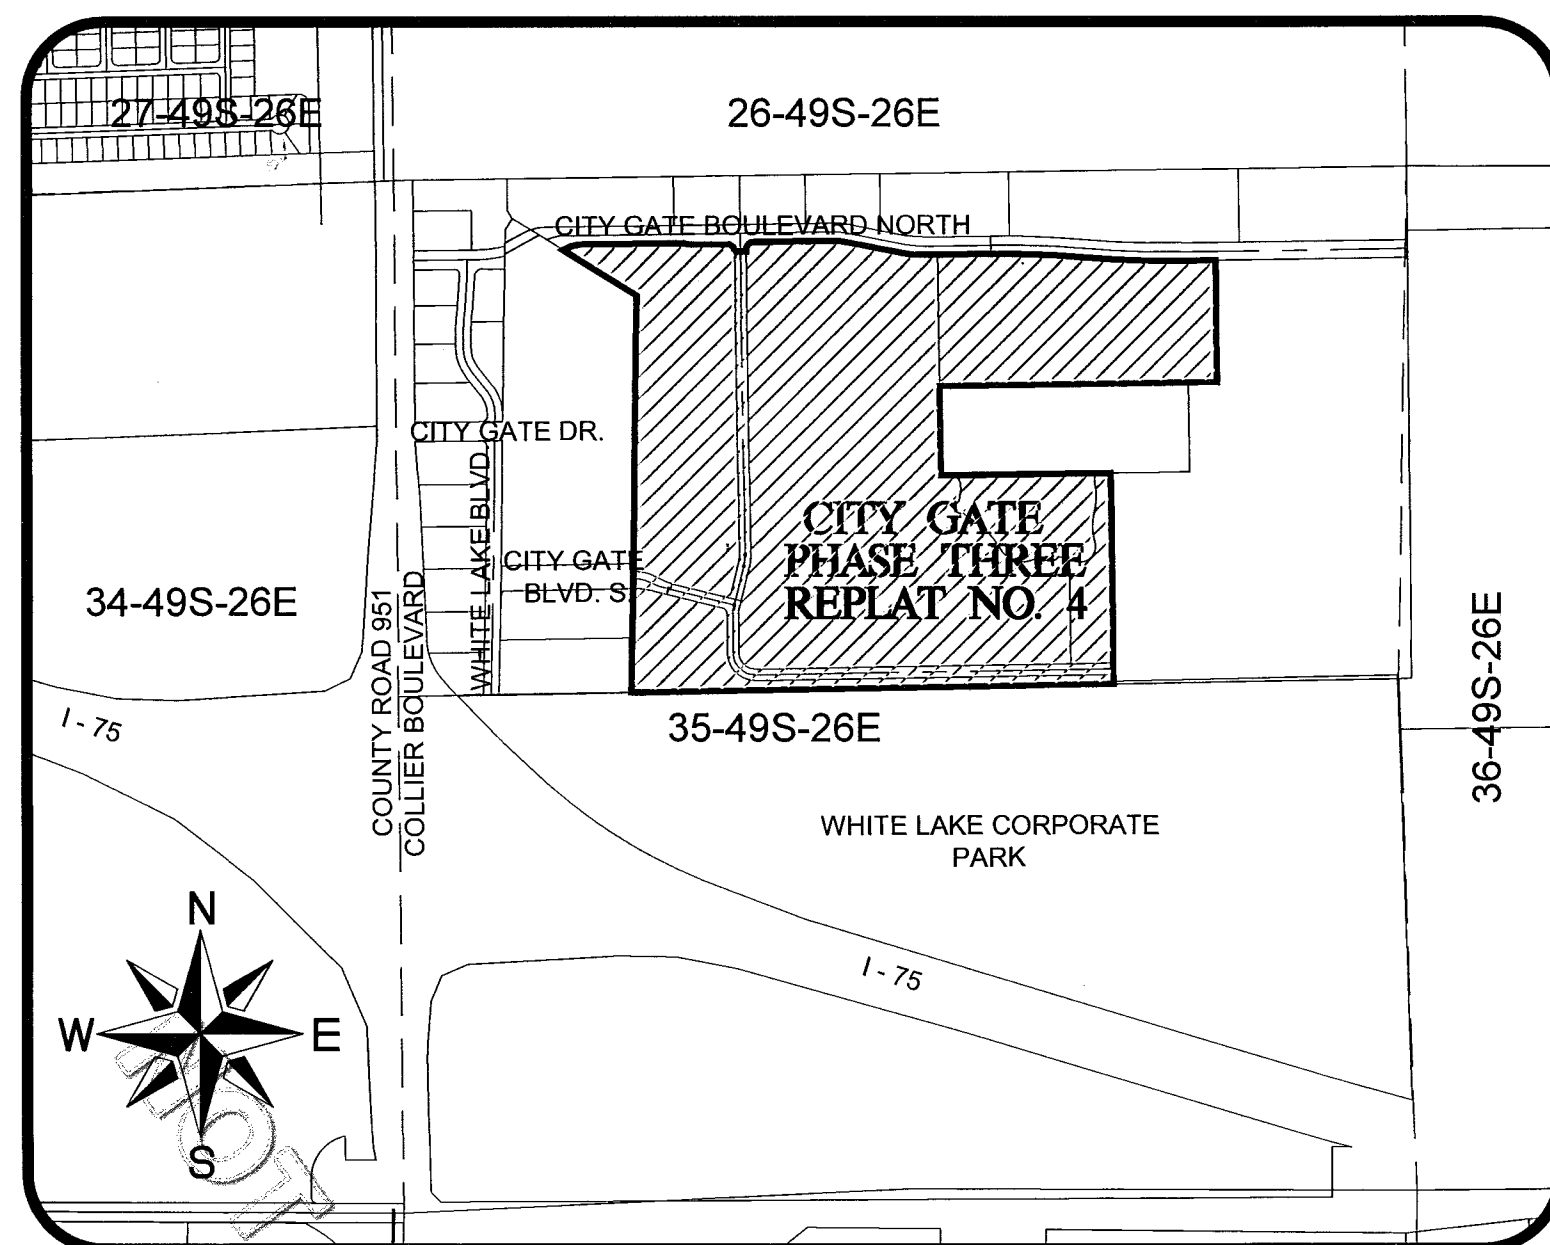 27-49S-26E
26-49S-26E
CITY GATE BOULEVARD NORTH
CITY GATE DR.
WHITE LAKE BLVD.
CITY GATE
BLVD. S.
CITY GATE
PHASE THREE
REPLAT NO. 4
34-49S-26E
COUNTY ROAD 951
COLLIER BOULEVARD
36-49S-26E
I - 75
35-49S-26E
WHITE LAKE CORPORATE
PARK
I - 75
N
W
E
S
NOT